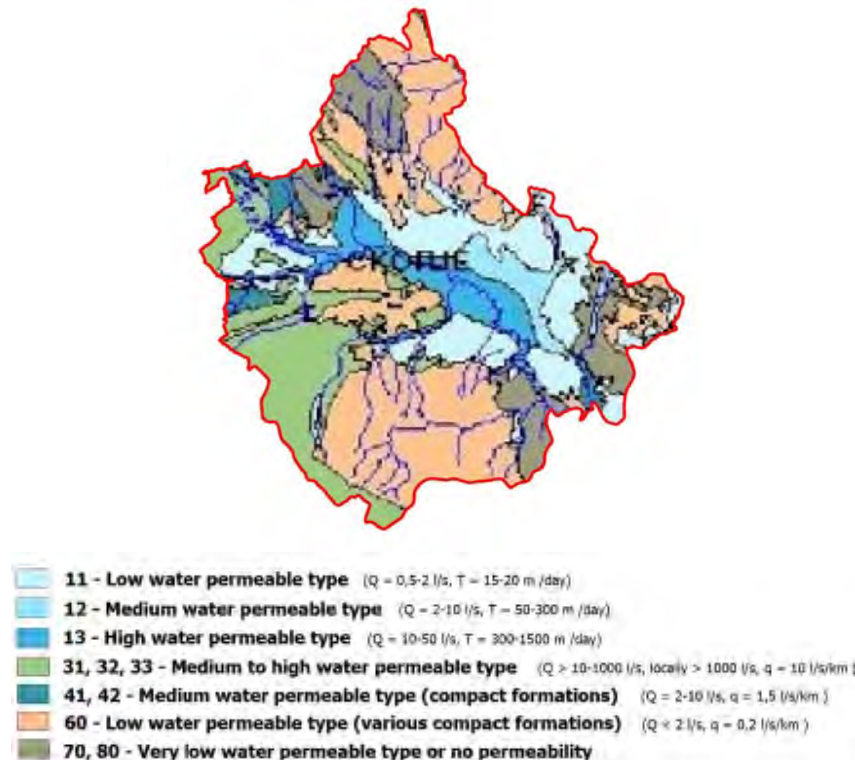 СКОПЈЕ
11 - Low water permeable type (Q = 0,5-2 l/s, T = 15-20 m /day)
12 - Medium water permeable type (Q = 2-10 l/s, T = 50-300 m /day)
13 - High water permeable type (Q = 10-50 l/s, T = 300-1500 m /day)
31, 32, 33 - Medium to high water permeable type (Q > 10-1000 l/s, locally > 1000 l/s, q = 10 l/s/km )
41, 42 - Medium water permeable type (compact formations) (Q = 2-10 l/s, q = 1,5 l/s/km )
60 - Low water permeable type (various compact formations) (Q < 2 l/s, q = 0,2 l/s/km )
70, 80 - Very low water permeable type or no permeability